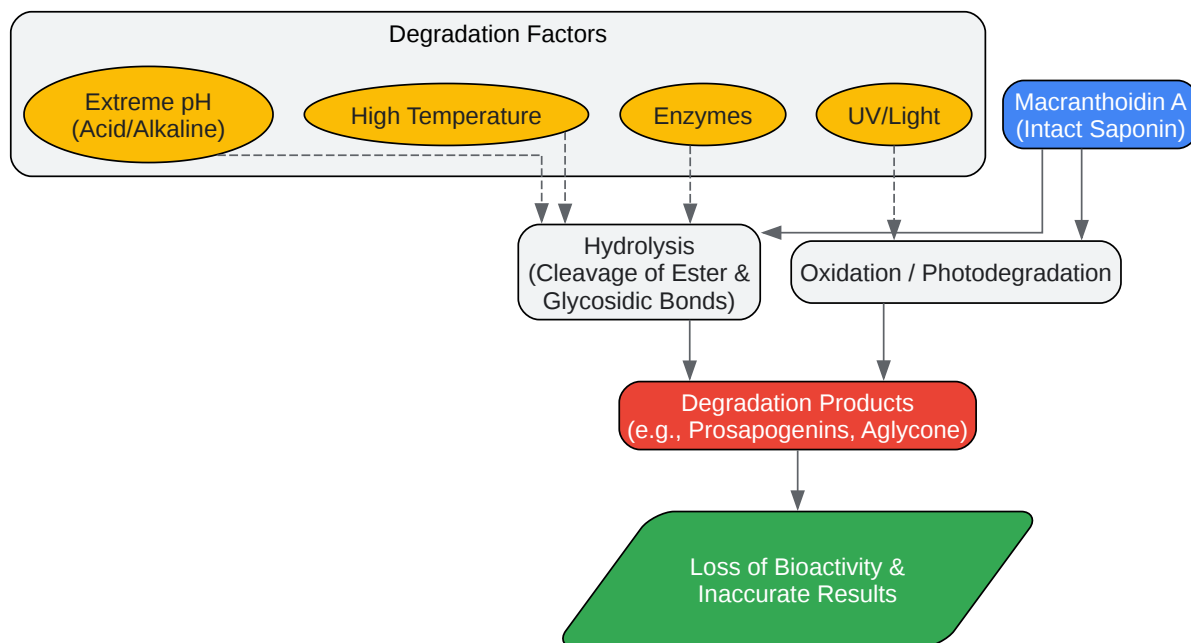 Degradation Factors
Extreme pH
(Acid/Alkaline)
High Temperature
Enzymes
UV/Light
Macranthoidin A
(Intact Saponin)
Hydrolysis
(Cleavage of Ester &
Glycosidic Bonds)
Oxidation / Photodegradation
Degradation Products
(e.g., Prosapogenins, Aglycone)
Loss of Bioactivity &
Inaccurate Results